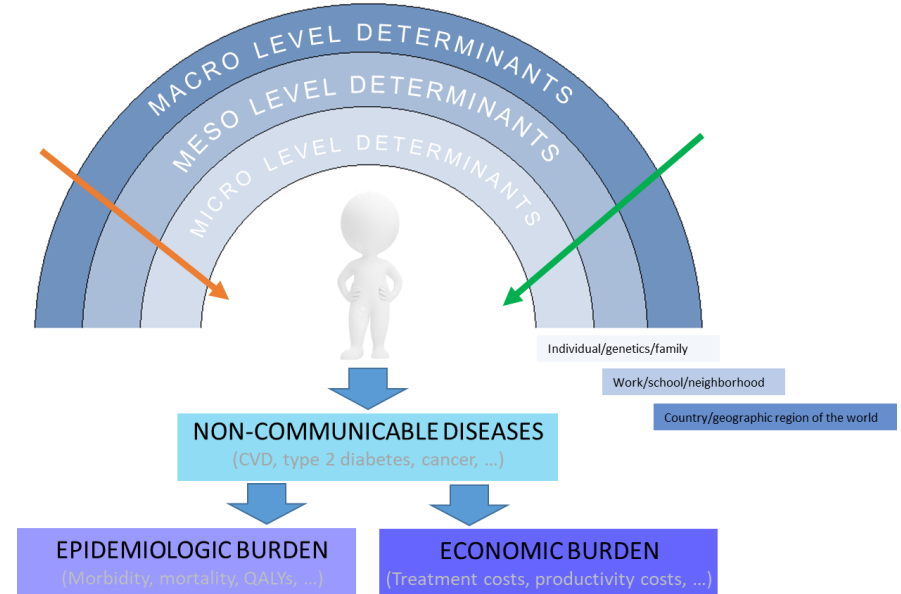 MACRO LEVEL DETERMINANTS
MESO LEVEL DETERMINANTS
MICRO LEVEL DETERMINANTS
Individual/genetics/family
Work/school/neighborhood
Country/geographic region of the world
NON-COMMUNICABLE DISEASES
(CVD, type 2 diabetes, cancer, ...)
EPIDEMIOLOGIC BURDEN
(Morbidity, mortality, QALYs, ...)
ECONOMIC BURDEN
(Treatment costs, productivity costs, ...)